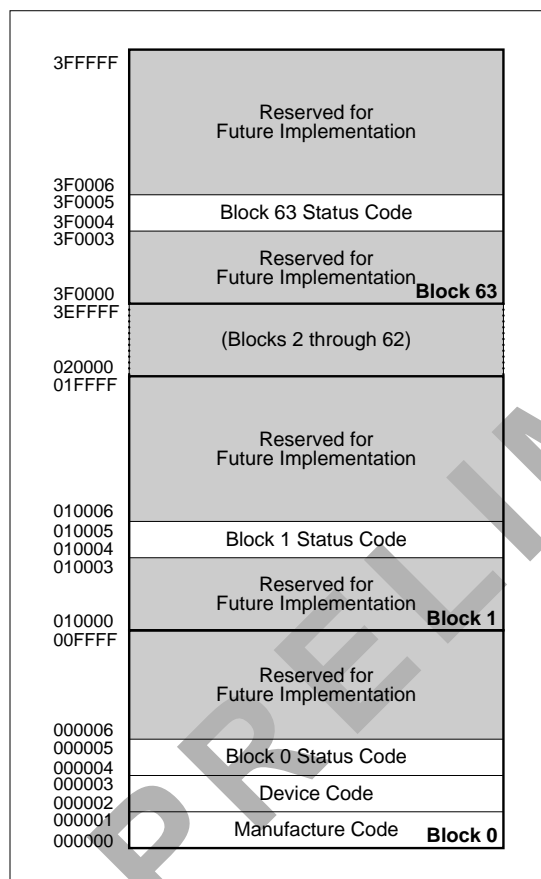 3FFFFF
Reserved for
Future Implementation
3F0006
3F0005
Block 63 Status Code
3F0004
3F0003
Reserved for
Future Implementation
Block 63
3F0000
3EFFFF
(Blocks 2 through 62)
020000
01FFFF
Reserved for
Future Implementation
010006
010005
Block 1 Status Code
010004
010003
Reserved for
Future Implementation
Block 1
010000
00FFFF
Reserved for
Future Implementation
000006
000005
Block 0 Status Code
000004
000003
Device Code
000002
000001
Manufacture Code
Block 0
000000
PRELIM